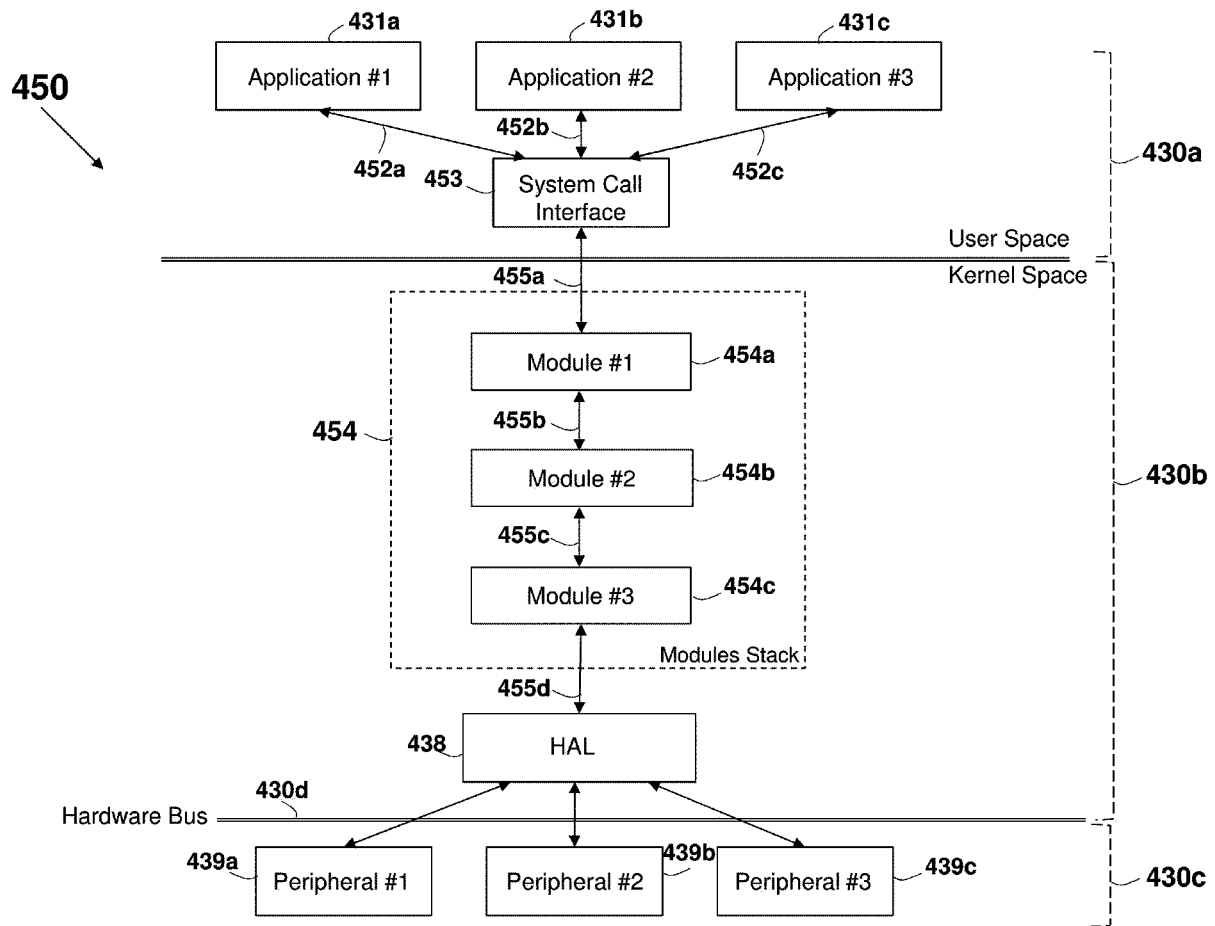 431a
431b
431c
450
Application #1
Application #2
Application #3
430a
452a
452b
452c
453
System Call
Interface
User Space
Kernel Space
455a
Module #1
454a
455b
454
Module #2
454b
430b
455c
Module #3
454c
Modules Stack
455d
438
HAL
430d
Hardware Bus
439a
Peripheral #1
439b
Peripheral #2
Peripheral #3
439c
430c